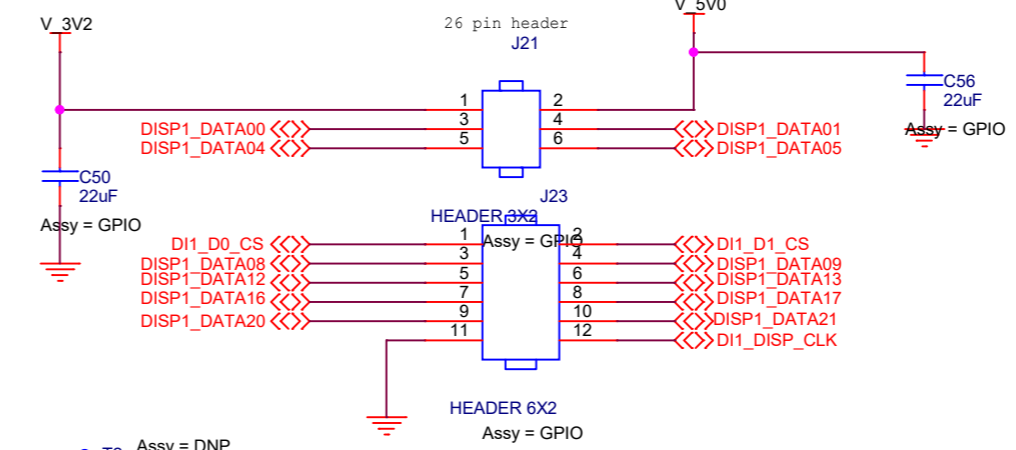 V_3V2
26 pin header
V_5V0
J21
C56
22uF
1 2
3 4
5 6
DISP1_DATA00 DISP1_DATA01
DISP1_DATA04 DISP1_DATA05
Assy = GPIO
C50
22uF
Assy = GPIO
J23
HEADER 3X2
Assy = GPIO
DI1_D0_CS 1 2 DI1_D1_CS
DISP1_DATA08 3 4 DISP1_DATA09
DISP1_DATA12 5 6 DISP1_DATA13
DISP1_DATA16 7 8 DISP1_DATA17
DISP1_DATA20 9 10 DISP1_DATA21
11 12 DI1_DISP_CLK
HEADER 6X2
Assy = GPIO
Assy = DNP